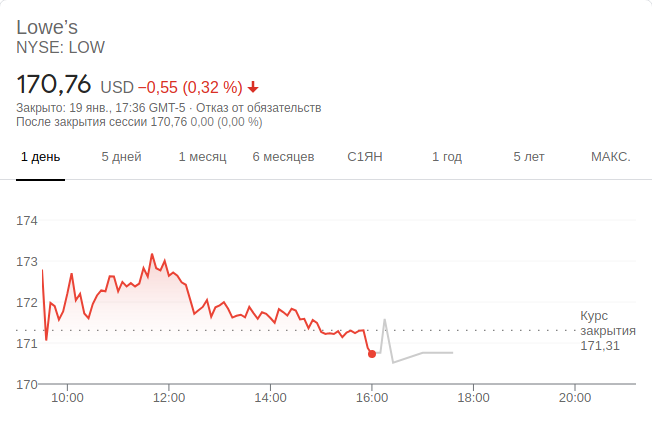 Lowe's
NYSE: LOW
170,76 USD −0,55 (0,32 %)
Закрыто: 19 янв., 17:36 GMT-5 · Отказ от обязательств
После закрытия сессии 170,76 0,00 (0,00 %)
1 день 5 дней 1 месяц 6 месяцев С1ЯН 1 год 5 лет МАКС.
174
173
172
Курс
закрытия
171,31
171
170
10:00 12:00 14:00 16:00 18:00 20:00